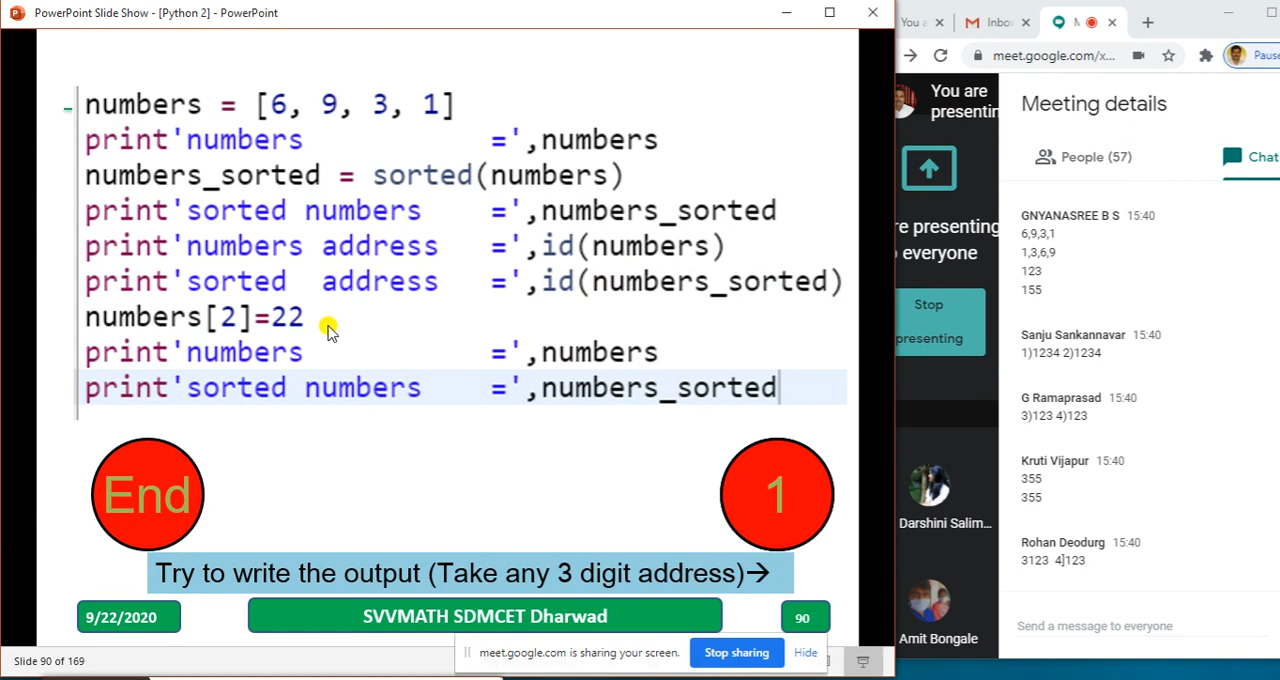 PowerPoint Slide Show - [Python 2] - PowerPoint
numbers = [6, 9, 3, 1]
print'numbers =',numbers
numbers_sorted = sorted(numbers)
print'sorted numbers =',numbers_sorted
print'numbers address =',id(numbers)
print'sorted address =',id(numbers_sorted)
numbers[2]=22
print'numbers =',numbers
print'sorted numbers =',numbers_sorted
End
1
Try to write the output (Take any 3 digit address)→
9/22/2020
SVVMATH SDMCET Dharwad
90
meet.google.com is sharing your screen.
Stop sharing
Hide
Slide 90 of 169
You a
Inbo
M
meet.google.com/x...
Pause
You are
presentin
re presenting
o everyone
Stop
presenting
Darshini Salim...
Amit Bongale
Meeting details
People (57)
Chat
GNYANASREE B S 15:40
6,9,3,1
1,3,6,9
123
155
Sanju Sankannavar 15:40
1)1234 2)1234
G Ramaprasad 15:40
3)123 4)123
Kruti Vijapur 15:40
355
355
Rohan Deodurg 15:40
3123 4]123
Send a message to everyone